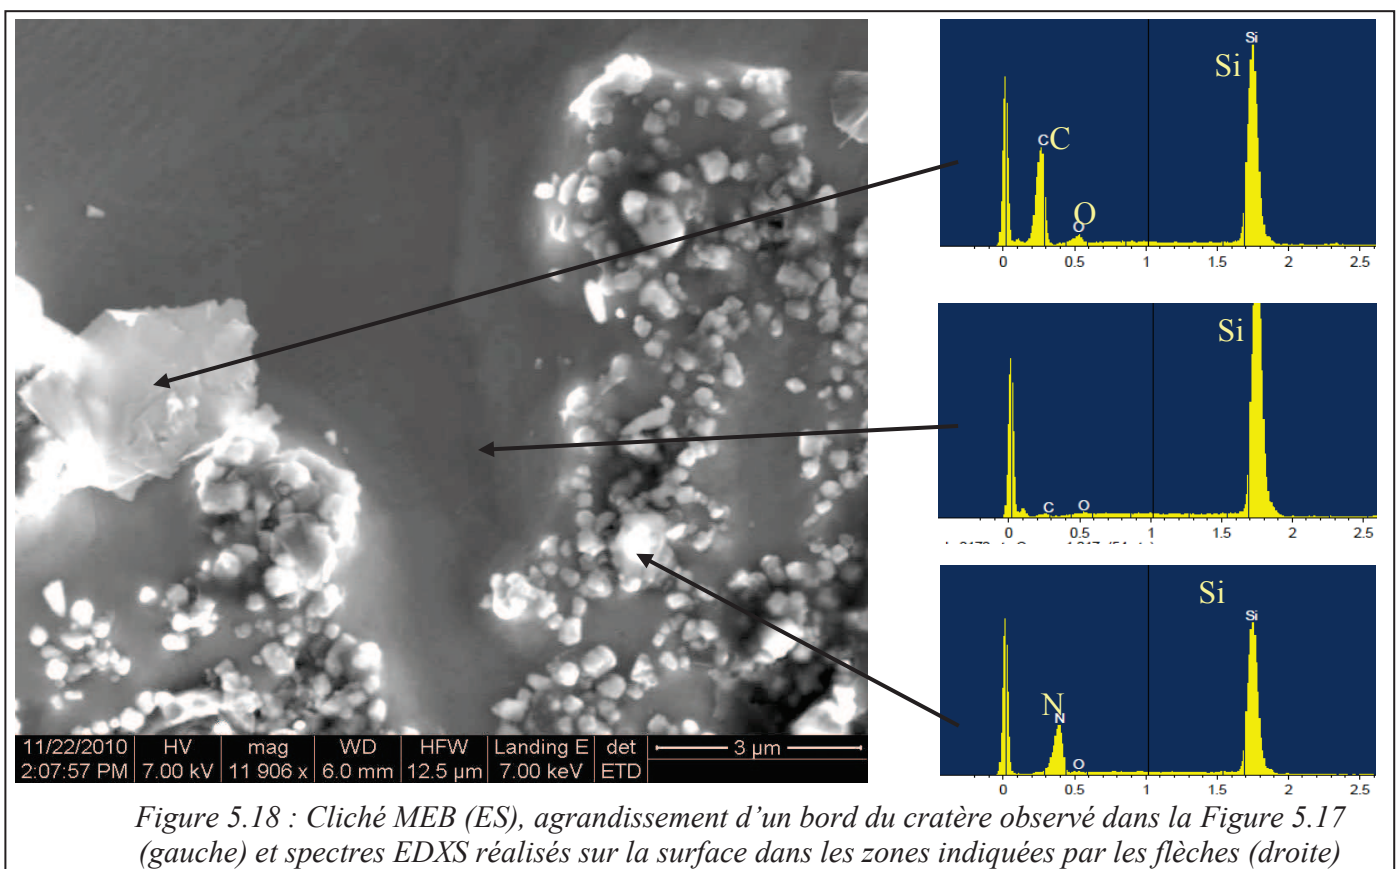 Si
Si
C
C
O
O
0 0.5 1 1.5 2 2.5
Si
C
O
0 0.5 1 1.5 2 2.5
Si
Si
N
N
O
0 0.5 1 1.5 2 2.5
11/22/2010 HV mag WD HFW Landing E det 3 µm
2:07:57 PM 7.00 kV 11 906 x 6.0 mm 12.5 µm 7.00 keV ETD
Figure 5.18 : Cliché MEB (ES), agrandissement d’un bord du cratère observé dans la Figure 5.17
(gauche) et spectres EDXS réalisés sur la surface dans les zones indiquées par les flèches (droite)